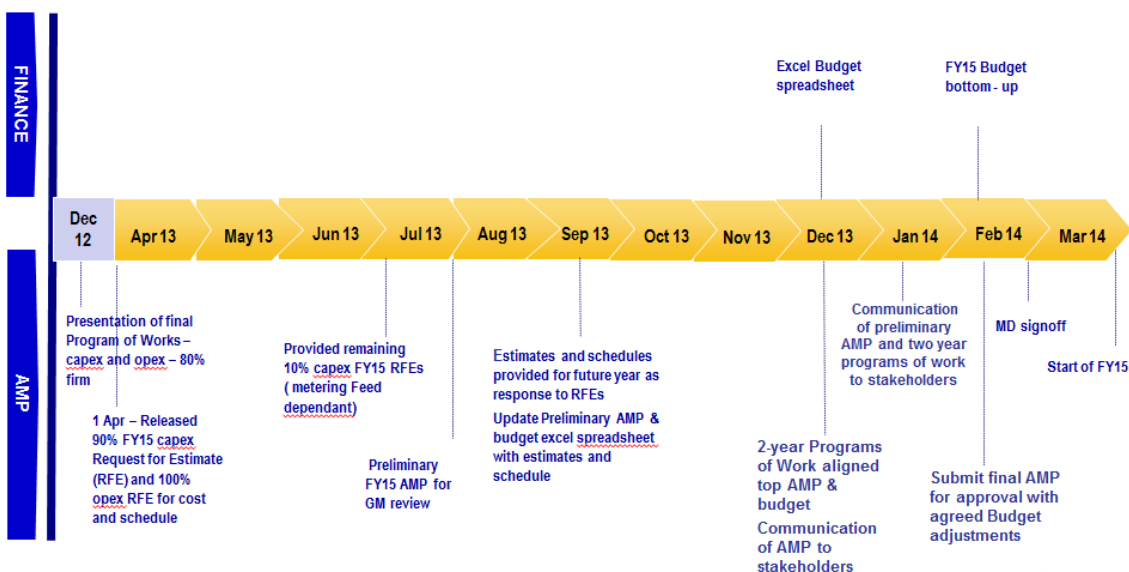 FINANCE
Excel Budget
spreadsheet
FY15 Budget
bottom - up
Dec
12
Apr 13
May 13
Jun 13
Jul 13
Aug 13
Sep 13
Oct 13
Nov 13
Dec 13
Jan 14
Feb 14
Mar 14
AMP
Presentation of final
Program of Works –
capex and opex – 80%
firm
1 Apr – Released
90% FY15 capex
Request for Estimate
(RFE) and 100%
opex RFE for cost
and schedule
Provided remaining
10% capex FY15 RFEs
( metering Feed
dependant)
Preliminary
FY15 AMP for
GM review
Estimates and schedules
provided for future year as
response to RFEs
Update Preliminary AMP &
budget excel spreadsheet
with estimates and
schedule
2-year Programs
of Work aligned
top AMP &
budget
Communication
of AMP to
stakeholders
Communication
of preliminary
AMP and two year
programs of work
to stakeholders
Submit final AMP
for approval with
agreed Budget
adjustments
MD signoff
Start of FY15